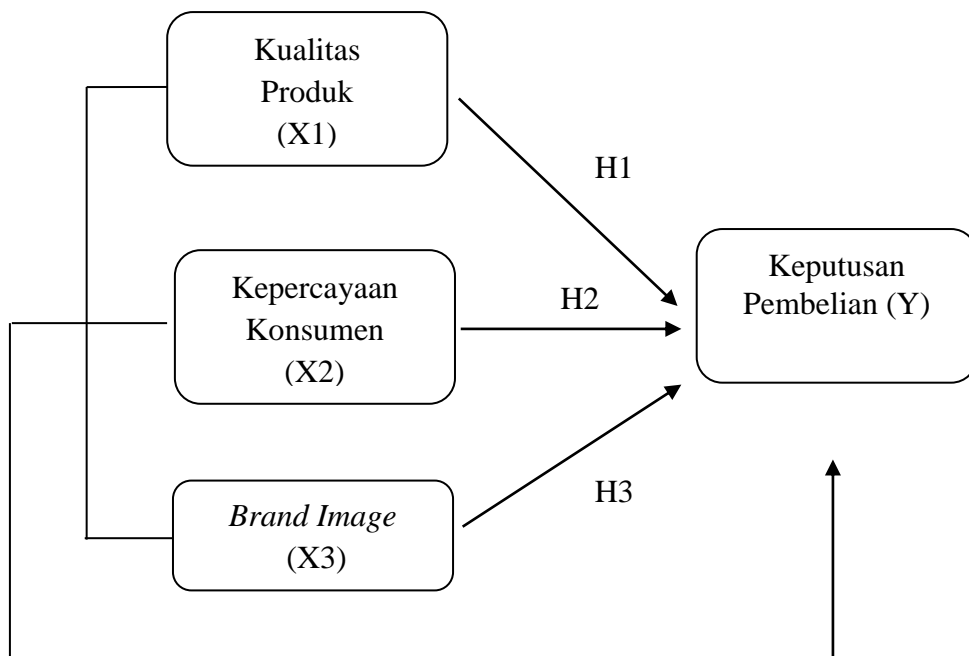 Kualitas
Produk
(X1)
H1
Kepercayaan
Konsumen
(X2)
H2
Keputusan
Pembelian (Y)
Brand Image
(X3)
H3